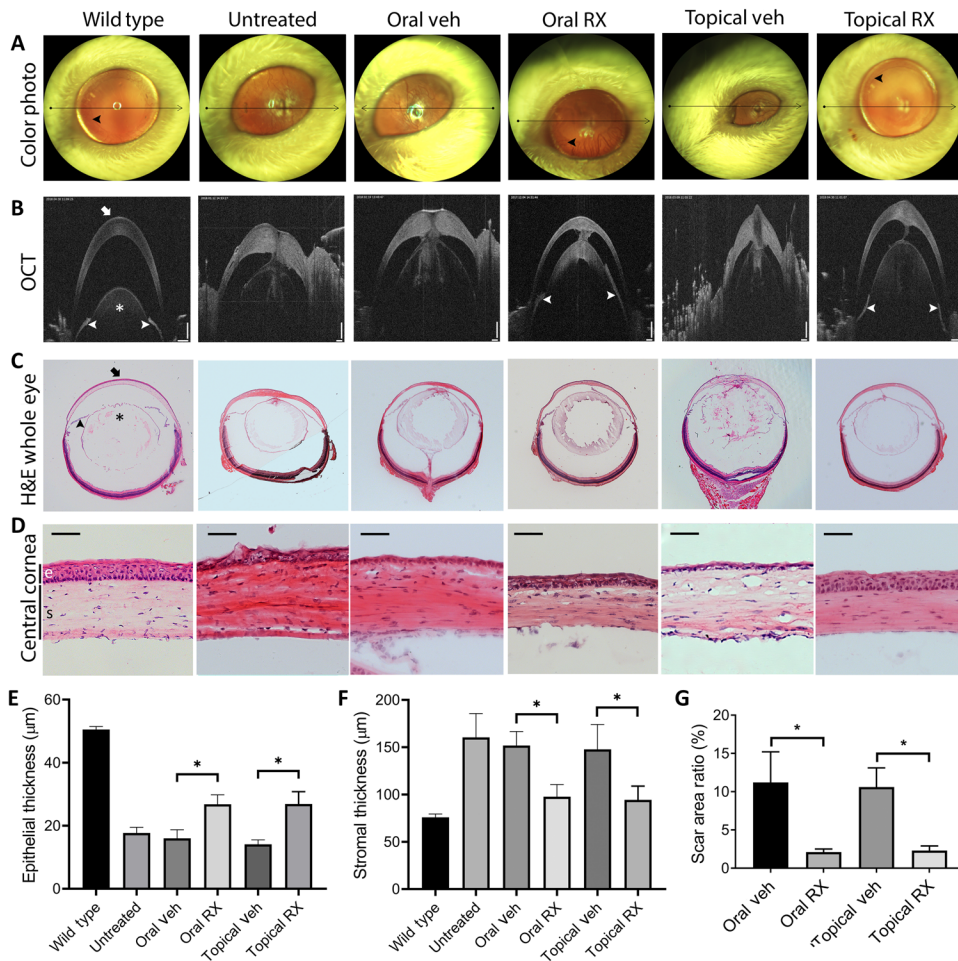 Wild type Untreated Oral veh Oral RX Topical veh Topical RX
A
Color photo
B
OCT
*
C
H&E whole eye
*
D
Central cornea
e
s
E
Epithelial thickness (μm)
60
40
20
0
* *
Wild type Untreated Oral Veh Oral RX Topical Veh Topical RX
F
Stromal thickness (μm)
200
150
100
50
0
* *
Wild type Untreated Oral Veh Oral RX Topical Veh Topical RX
G
Scar area ratio (%)
20
15
10
5
0
* *
Oral veh Oral RX Topical veh Topical RX